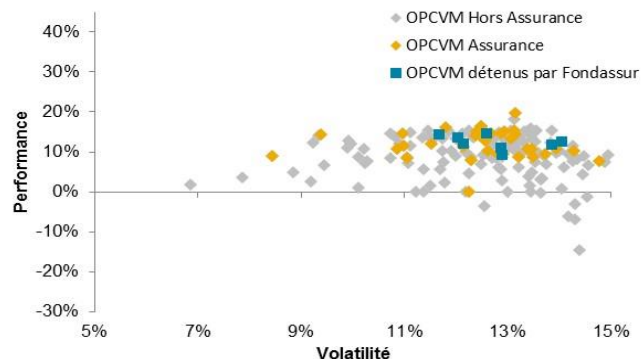 OPCVM Hors Assurance
OPCVM Assurance
OPCVM détenus par Fondassur
Performance
40%
30%
20%
10%
0%
-10%
-20%
-30%
5%
7%
9%
11%
13%
15%
Volatilité